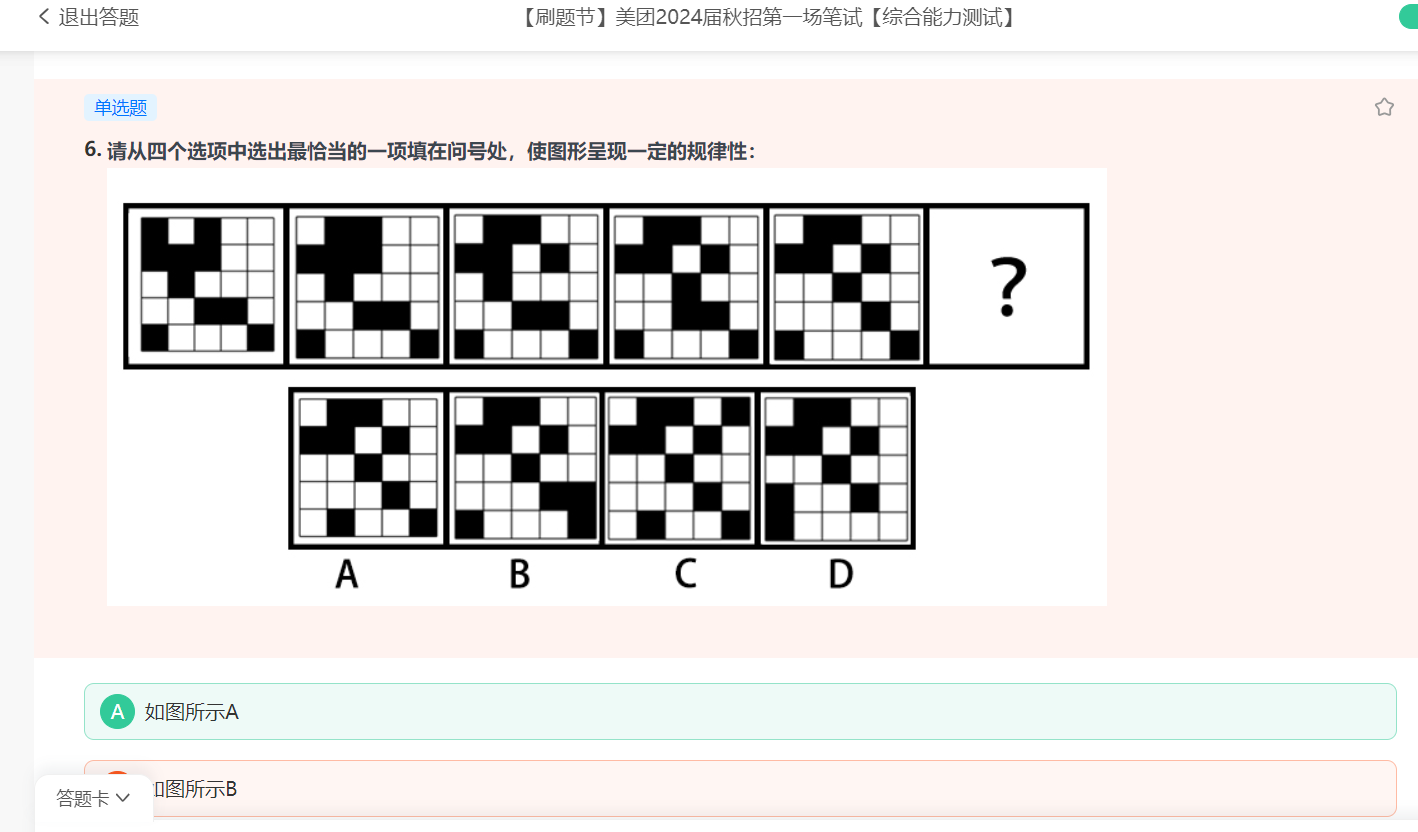 退出答题
【刷题节】美团2024届秋招第一场笔试【综合能力测试】
单选题
6. 请从四个选项中选出最恰当的一项填在问号处，使图形呈现一定的规律性：
?
A B C D
A 如图所示A
如图所示B
答题卡